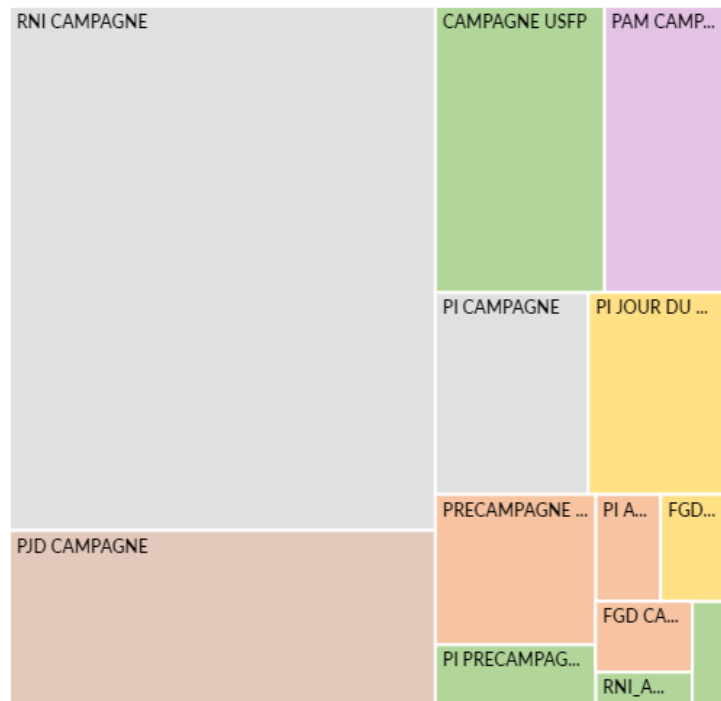 RNI CAMPAGNE
CAMPAGNE USFP
PAM CAMP...
PI CAMPAGNE
PI JOUR DU ...
PRECAMPAGNE ...
PI A...
FGD...
PJD CAMPAGNE
FGD CA...
PI PRECAMPAG...
RNI_A...